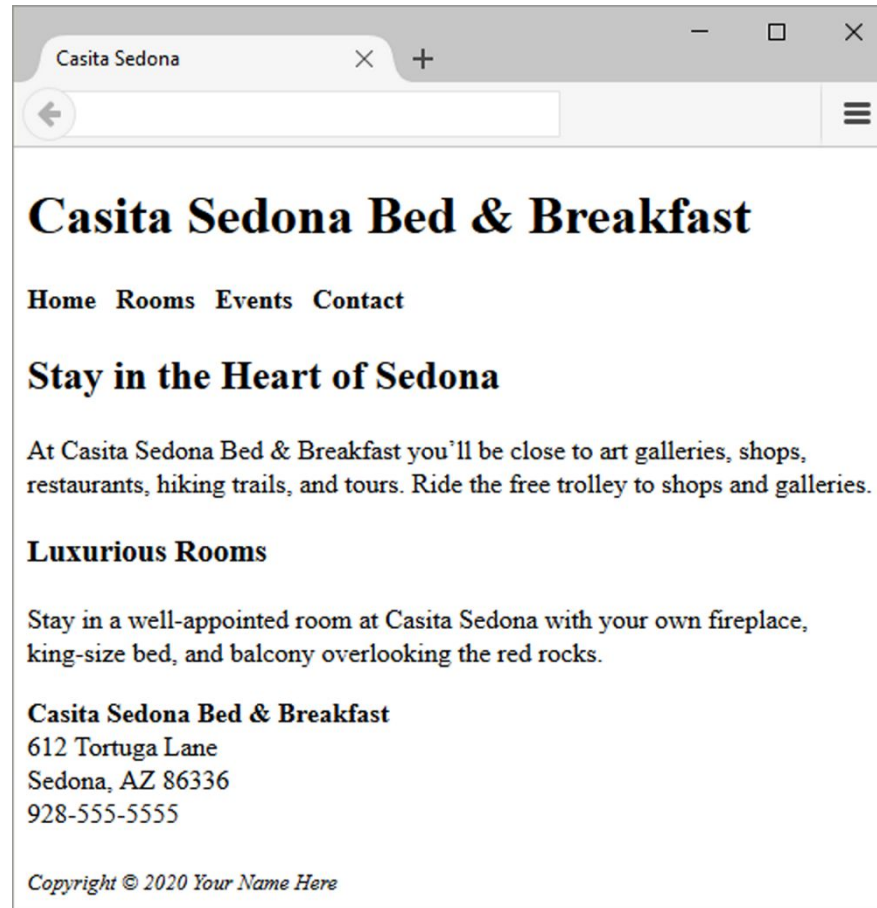 Casita Sedona
Casita Sedona Bed & Breakfast
Home Rooms Events Contact
Stay in the Heart of Sedona
At Casita Sedona Bed & Breakfast you’ll be close to art galleries, shops,
restaurants, hiking trails, and tours. Ride the free trolley to shops and galleries.
Luxurious Rooms
Stay in a well-appointed room at Casita Sedona with your own fireplace,
king-size bed, and balcony overlooking the red rocks.
Casita Sedona Bed & Breakfast
612 Tortuga Lane
Sedona, AZ 86336
928-555-5555
Copyright © 2020 Your Name Here